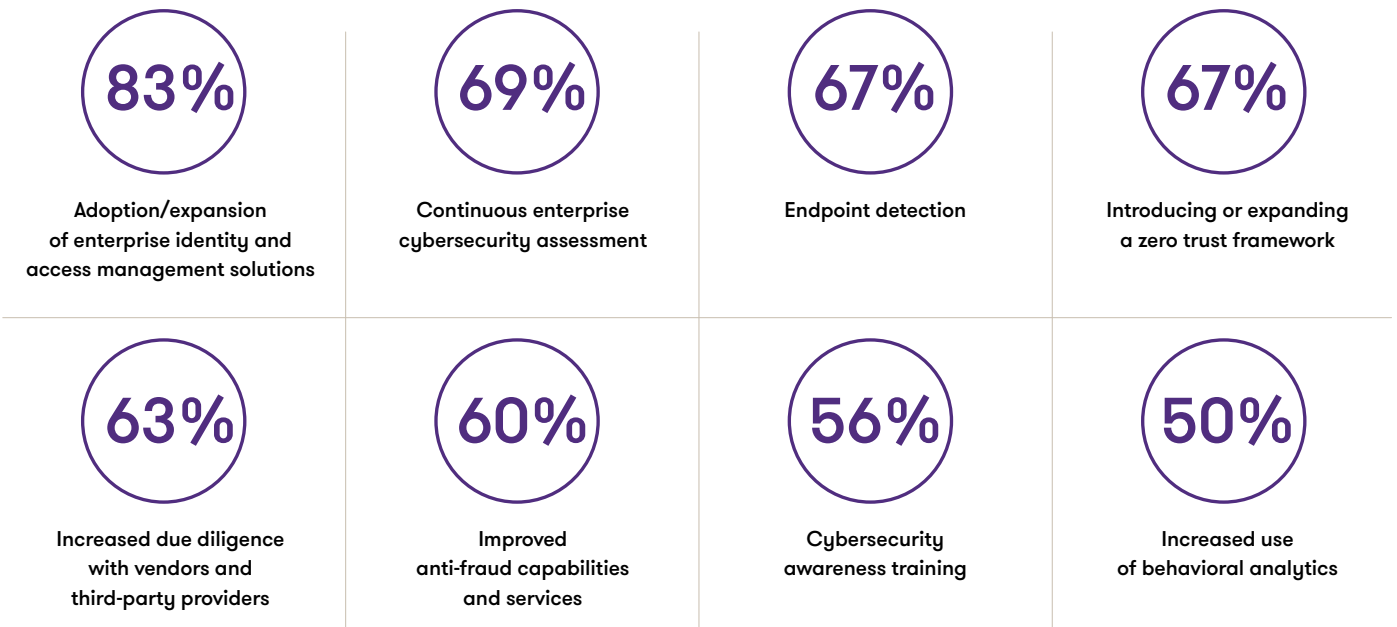 83%
Adoption/expansion
of enterprise identity and
access management solutions
69%
Continuous enterprise
cybersecurity assessment
67%
Endpoint detection
67%
Introducing or expanding
a zero trust framework
63%
Increased due diligence
with vendors and
third-party providers
60%
Improved
anti-fraud capabilities
and services
56%
Cybersecurity
awareness training
50%
Increased use
of behavioral analytics